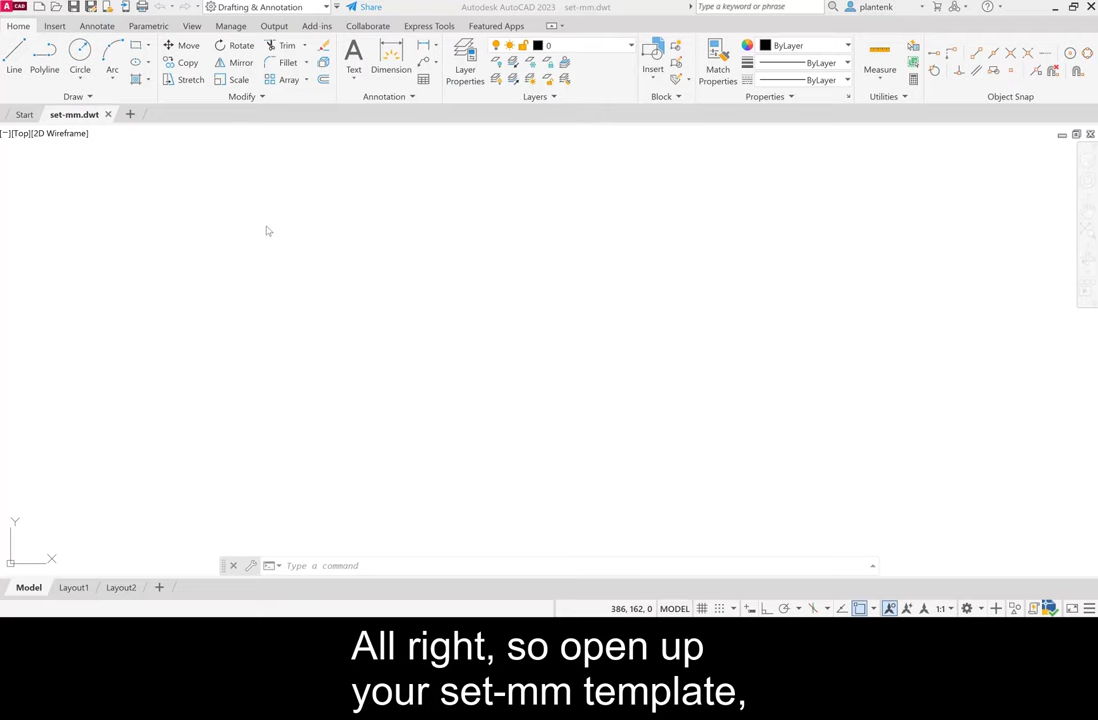 A CAD
Drafting & Annotation
Share
Autodesk AutoCAD 2023 set-mm.dwt
Type a keyword or phrase
plantenk
Home Insert Annotate Parametric View Manage Output Add-ins Collaborate Express Tools Featured Apps
Line Polyline Circle Arc
Move Rotate Trim
Copy Mirror Fillet
Stretch Scale Array
Text Dimension
Layer Properties
0
Insert
Match Properties
ByLayer
ByLayer
ByLayer
Measure
Draw Modify Annotation Layers Block Properties Utilities Object Snap
Start set-mm.dwt
[−][Top][2D Wireframe]
Y
X
Type a command
Model Layout1 Layout2
386, 162, 0 MODEL 1:1
All right, so open up
your set-mm template,